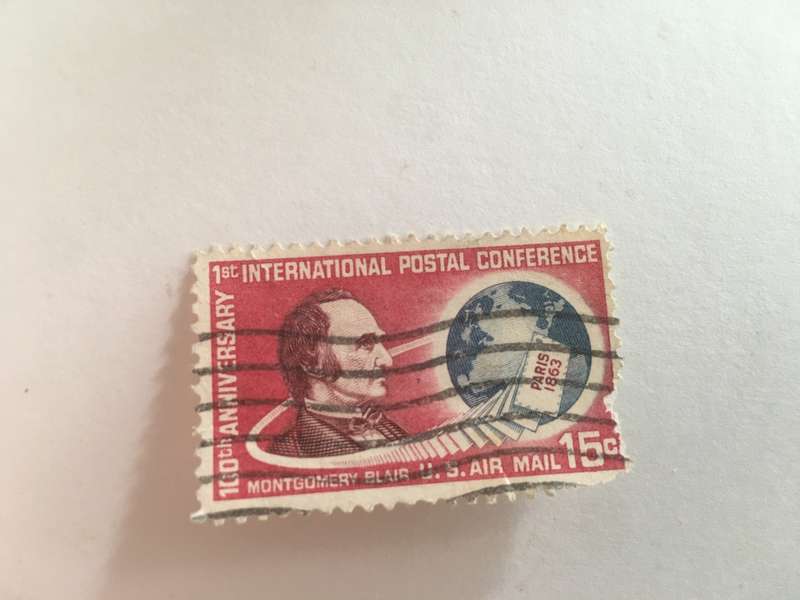 1st INTERNATIONAL POSTAL CONFERENCE
100th ANNIVERSARY
PARIS
1863
MONTGOMERY BLAIR U.S. AIR MAIL 15c